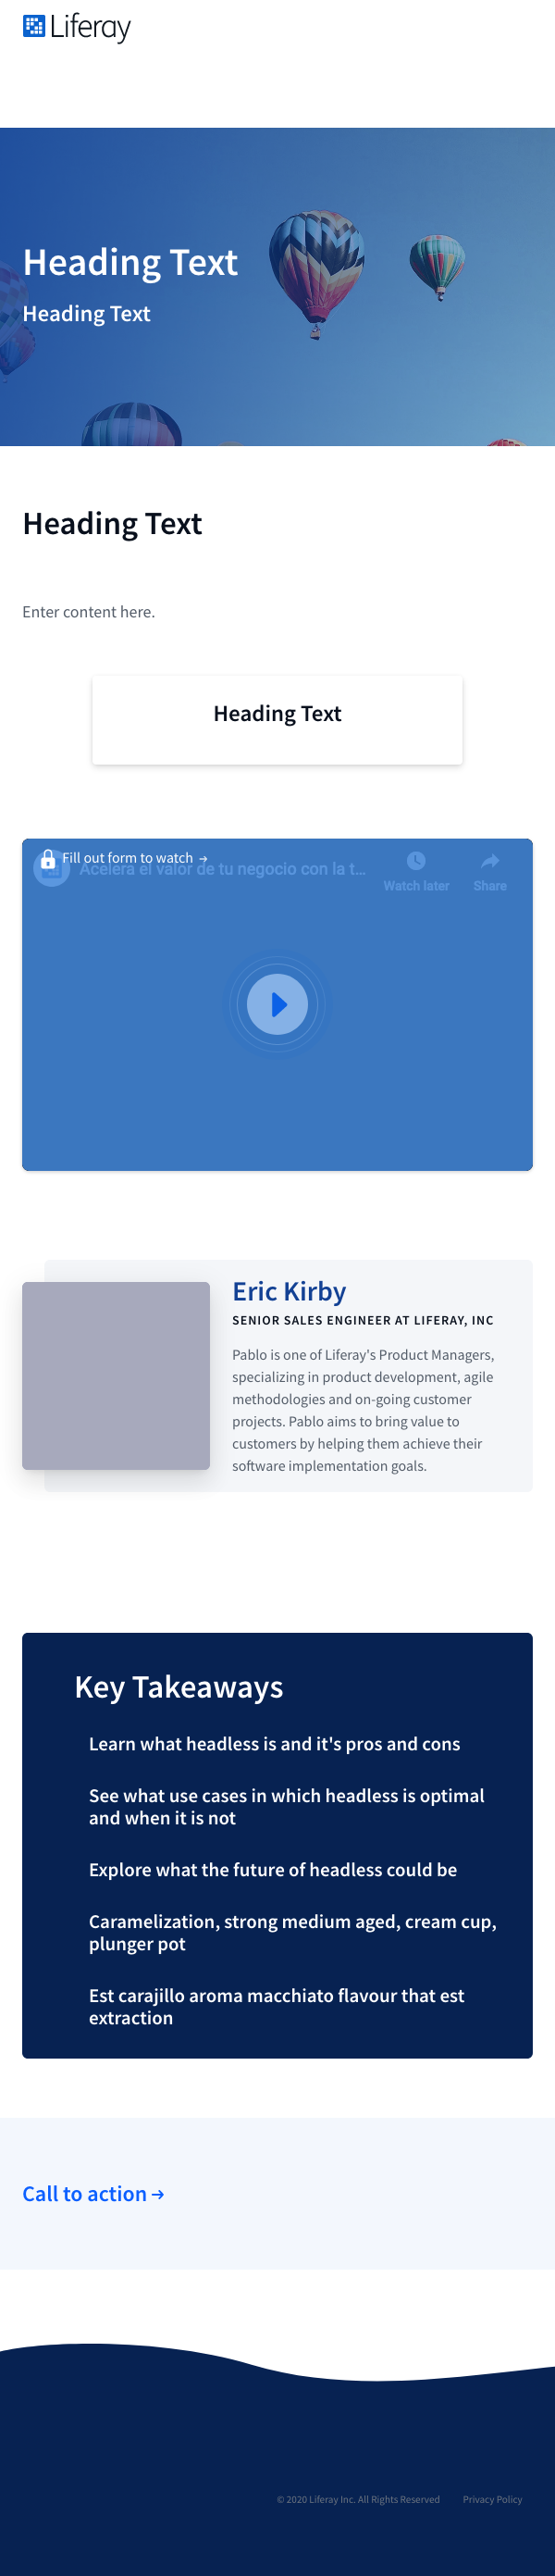 Liferay
Heading Text
Heading Text
Heading Text
Enter content here.
Heading Text
Fill out form to watch →
Acelera el valor de tu negocio con la t...
Watch later
Share
Eric Kirby
SENIOR SALES ENGINEER AT LIFERAY, INC
Pablo is one of Liferay's Product Managers,
specializing in product development, agile
methodologies and on-going customer
projects. Pablo aims to bring value to
customers by helping them achieve their
software implementation goals.
Key Takeaways
Learn what headless is and it's pros and cons
See what use cases in which headless is optimal
and when it is not
Explore what the future of headless could be
Caramelization, strong medium aged, cream cup,
plunger pot
Est carajillo aroma macchiato flavour that est
extraction
Call to action →
© 2020 Liferay Inc. All Rights Reserved Privacy Policy